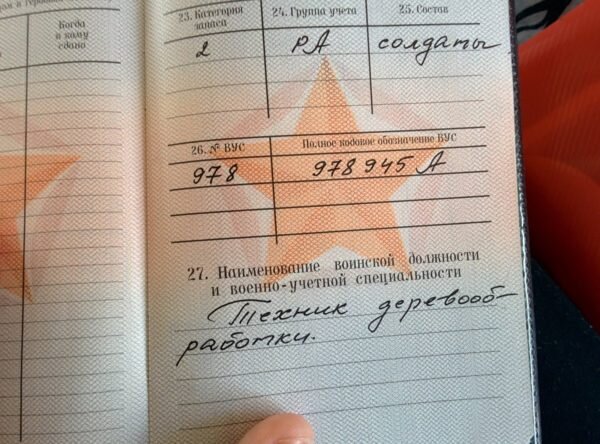 Когда
и кому
сдано
23. Категория
запаса
24. Группа учета
25. Состав
2
РА
солдаты
26. № ВУС
Полное кодовое обозначение ВУС
978
978945 А
27. Наименование воинской должности
и военно-учетной специальности
Техник деревооб-
работки.